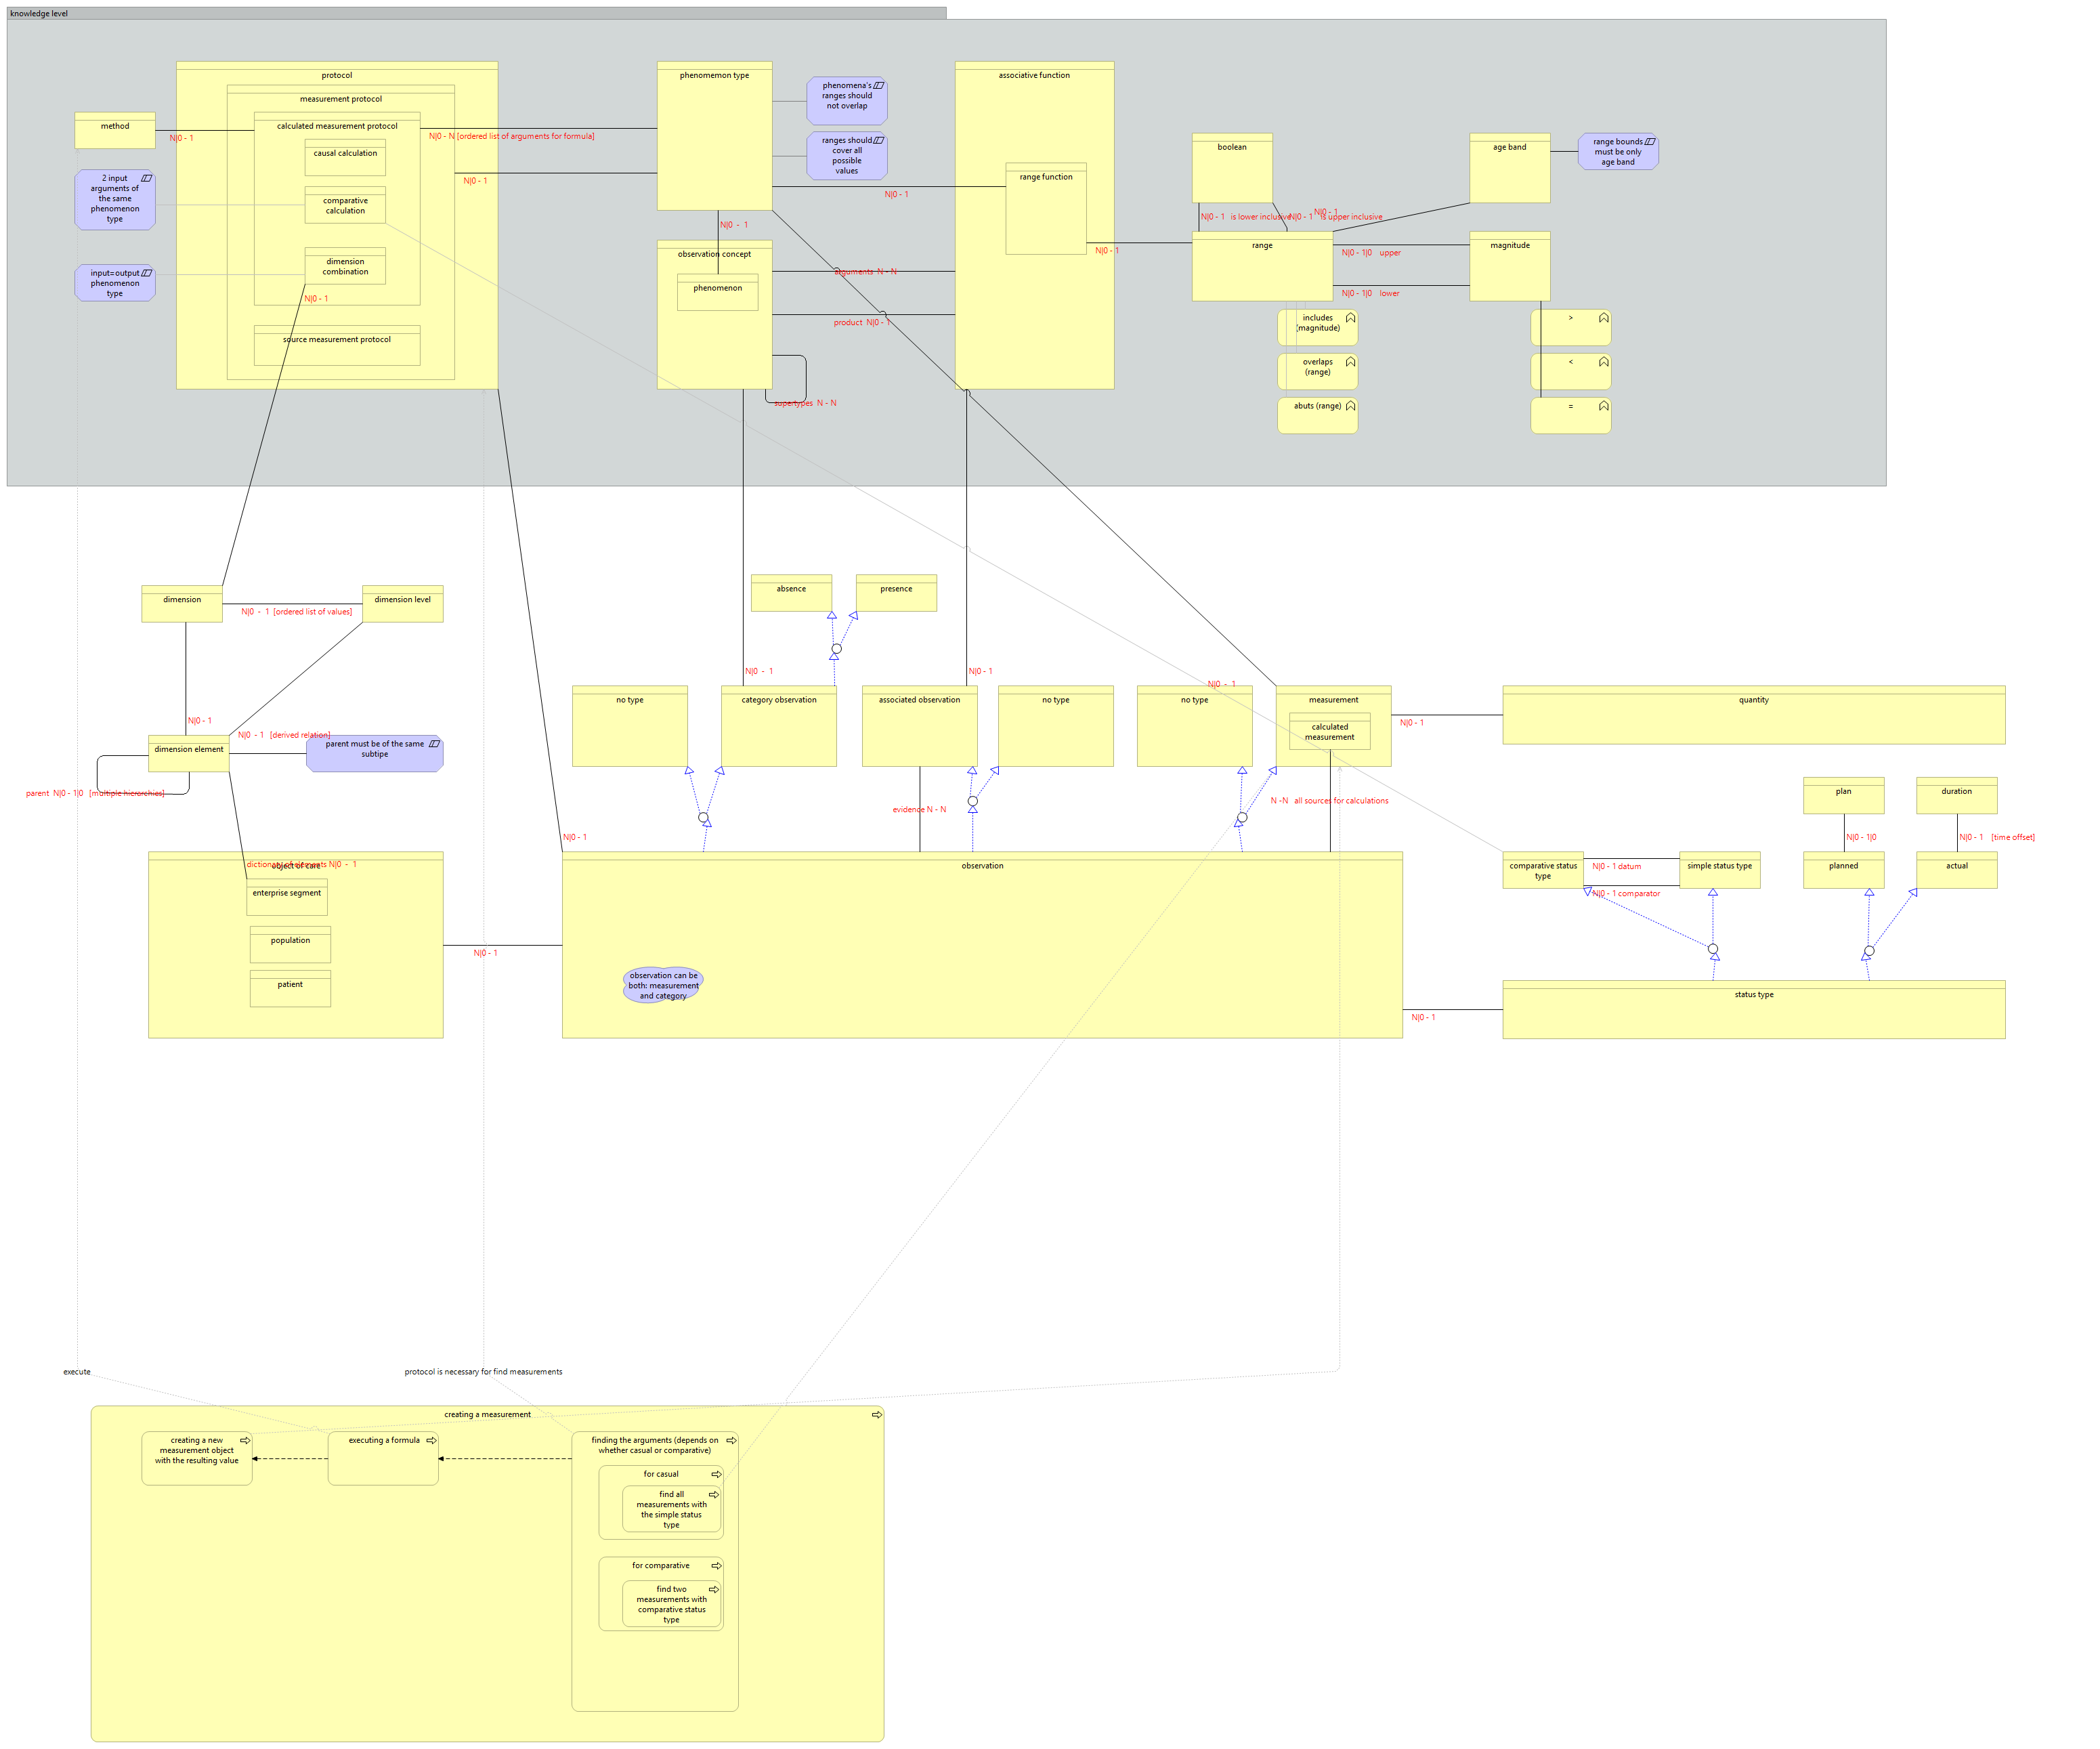 knowledge level
protocol
measurement protocol
calculated measurement protocol
causal calculation
comparative
calculation
dimension
combination
N|0 - 1
source measurement protocol
method
N|0 - 1
2 input
arguments of
the same
phenomenon
type
input=output
phenomenon
type
N|0 - N [ordered list of arguments for formula]
N|0 - 1
phenomemon type
phenomena's
ranges should
not overlap
ranges should
cover all
possible
values
N|0 - 1
N|0 - 1
observation concept
phenomenon
arguments N - N
product N|0 - 1
supertypes N - N
associative function
range function
N|0 - 1
boolean
age band
range bounds
must be only
age band
N|0 - 1 is lower inclusive
N|0 - 1 is upper inclusive
N|0 - 1
range
magnitude
N|0 - 1|0 upper
N|0 - 1|0 lower
includes
(magnitude)
overlaps
(range)
abuts (range)
>
<
=
dimension
N|0 - 1 [ordered list of values]
dimension level
absence
presence
N|0 - 1
N|0 - 1
N|0 - 1
N|0 - 1
no type
category observation
associated observation
no type
no type
measurement
calculated
measurement
N|0 - 1
quantity
N|0 - 1 [derived relation]
dimension element
parent must be of the same
subtipe
parent N|0 - 1|0 [multiple hierarchies]
evidence N - N
N -N all sources for calculations
plan
duration
N|0 - 1
N|0 - 1|0
N|0 - 1 [time offset]
object of care
dictionary of elements N|0 - 1
enterprise segment
population
patient
N|0 - 1
observation
observation can be
both: measurement
and category
comparative status
type
N|0 - 1 datum
N|0 - 1 comparator
simple status type
planned
actual
N|0 - 1
status type
execute
protocol is necessary for find measurements
creating a measurement
creating a new
measurement object
with the resulting value
executing a formula
finding the arguments (depends on
whether casual or comparative)
for casual
find all
measurements with
the simple status
type
for comparative
find two
measurements with
comparative status
type